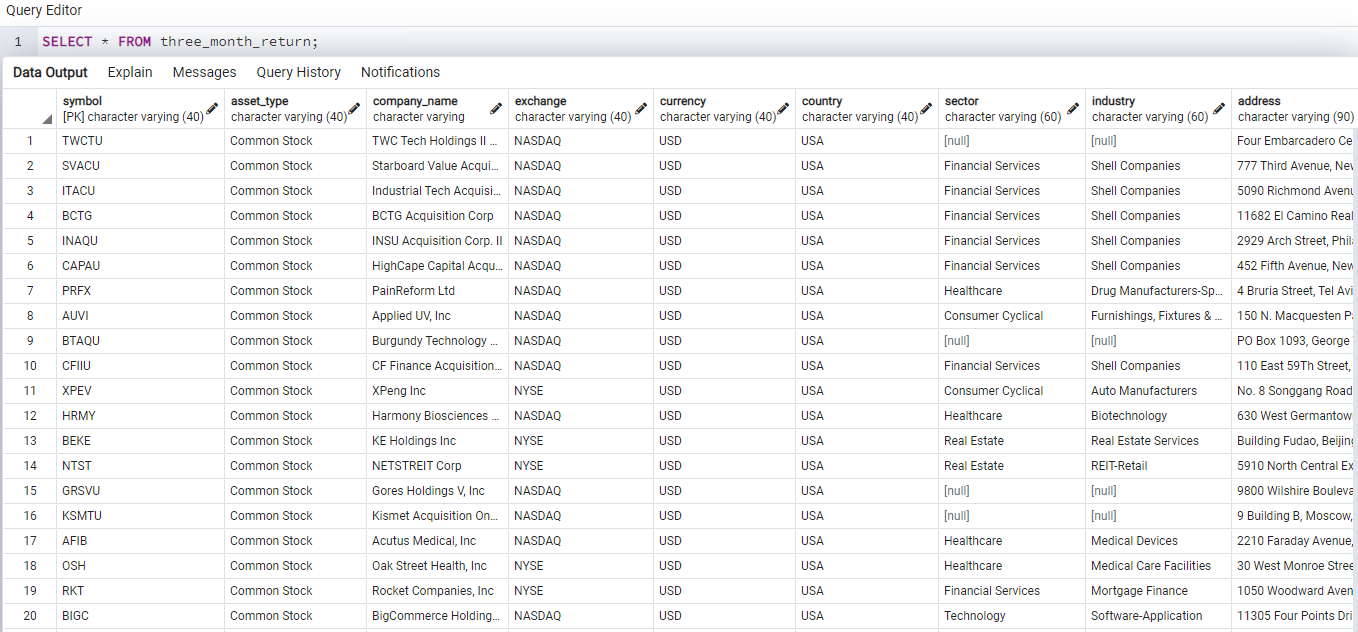 Query Editor
1 SELECT * FROM three_month_return;
Data Output Explain Messages Query History Notifications
symbol asset_type company_name exchange currency country sector industry address
[PK] character varying (40) character varying (40) character varying character varying (40) character varying (40) character varying (40) character varying (60) character varying (60) character varying (90)
1 TWCTU Common Stock TWC Tech Holdings II ... NASDAQ USD USA [null] [null] Four Embarcadero Ce
2 SVACU Common Stock Starboard Value Acqui... NASDAQ USD USA Financial Services Shell Companies 777 Third Avenue, Nev
3 ITACU Common Stock Industrial Tech Acquisi... NASDAQ USD USA Financial Services Shell Companies 5090 Richmond Avenu
4 BCTG Common Stock BCTG Acquisition Corp NASDAQ USD USA Financial Services Shell Companies 11682 El Camino Real
5 INAQU Common Stock INSU Acquisition Corp. II NASDAQ USD USA Financial Services Shell Companies 2929 Arch Street, Phil
6 CAPAU Common Stock HighCape Capital Acqu... NASDAQ USD USA Financial Services Shell Companies 452 Fifth Avenue, New
7 PRFX Common Stock PainReform Ltd NASDAQ USD USA Healthcare Drug Manufacturers-Sp... 4 Bruria Street, Tel Avi
8 AUVI Common Stock Applied UV, Inc NASDAQ USD USA Consumer Cyclical Furnishings, Fixtures & ... 150 N. Macquesten P
9 BTAQU Common Stock Burgundy Technology ... NASDAQ USD USA [null] [null] PO Box 1093, George
10 CFIIU Common Stock CF Finance Acquisition... NASDAQ USD USA Financial Services Shell Companies 110 East 59Th Street,
11 XPEV Common Stock XPeng Inc NYSE USD USA Consumer Cyclical Auto Manufacturers No. 8 Songgang Road
12 HRMY Common Stock Harmony Biosciences ... NASDAQ USD USA Healthcare Biotechnology 630 West Germantow
13 BEKE Common Stock KE Holdings Inc NYSE USD USA Real Estate Real Estate Services Building Fudao, Beijing
14 NTST Common Stock NETSTREIT Corp NYSE USD USA Real Estate REIT-Retail 5910 North Central Ex
15 GRSVU Common Stock Gores Holdings V, Inc NASDAQ USD USA [null] [null] 9800 Wilshire Bouleva
16 KSMTU Common Stock Kismet Acquisition On... NASDAQ USD USA [null] [null] 9 Building B, Moscow,
17 AFIB Common Stock Acutus Medical, Inc NASDAQ USD USA Healthcare Medical Devices 2210 Faraday Avenue,
18 OSH Common Stock Oak Street Health, Inc NYSE USD USA Healthcare Medical Care Facilities 30 West Monroe Stree
19 RKT Common Stock Rocket Companies, Inc NYSE USD USA Financial Services Mortgage Finance 1050 Woodward Aven
20 BIGC Common Stock BigCommerce Holding... NASDAQ USD USA Technology Software-Application 11305 Four Points Dri